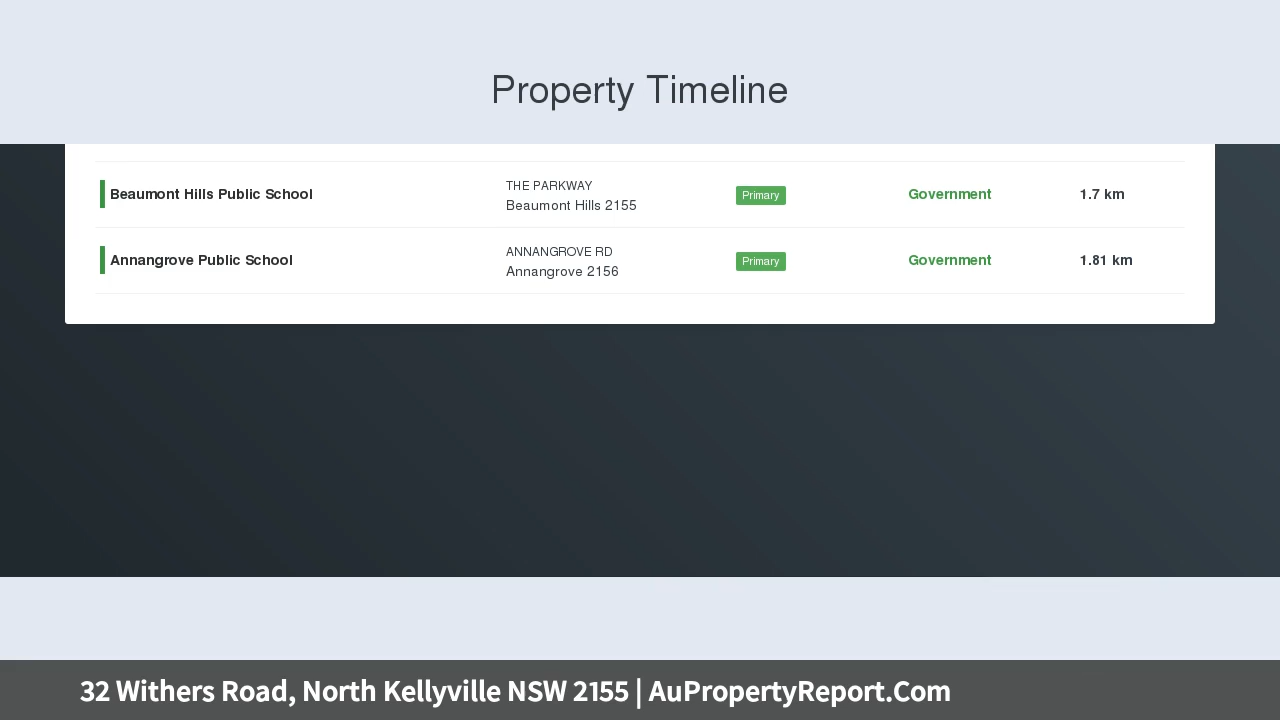 Property Timeline
Beaumont Hills Public School
THE PARKWAY
Beaumont Hills 2155
Primary
Government
1.7 km
Annangrove Public School
ANNANGROVE RD
Annangrove 2156
Primary
Government
1.81 km
32 Withers Road, North Kellyville NSW 2155 | AuPropertyReport.Com